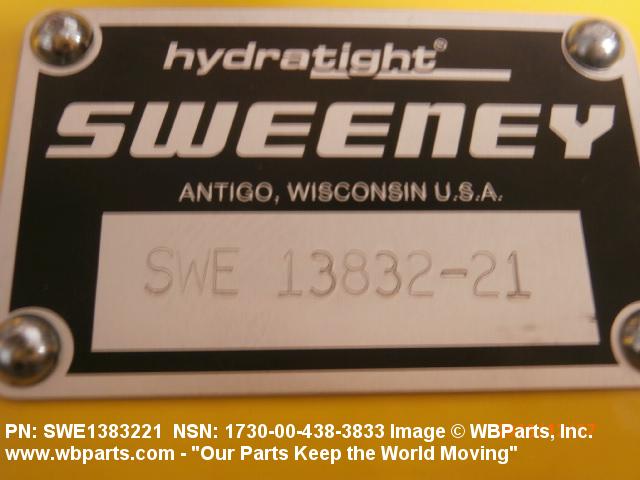 hydratight®
SWEENEY
ANTIGO, WISCONSIN U.S.A.
SWE 13832-21
PN: SWE1383221 NSN: 1730-00-438-3833 Image © WBParts, Inc.
www.wbparts.com - "Our Parts Keep the World Moving"